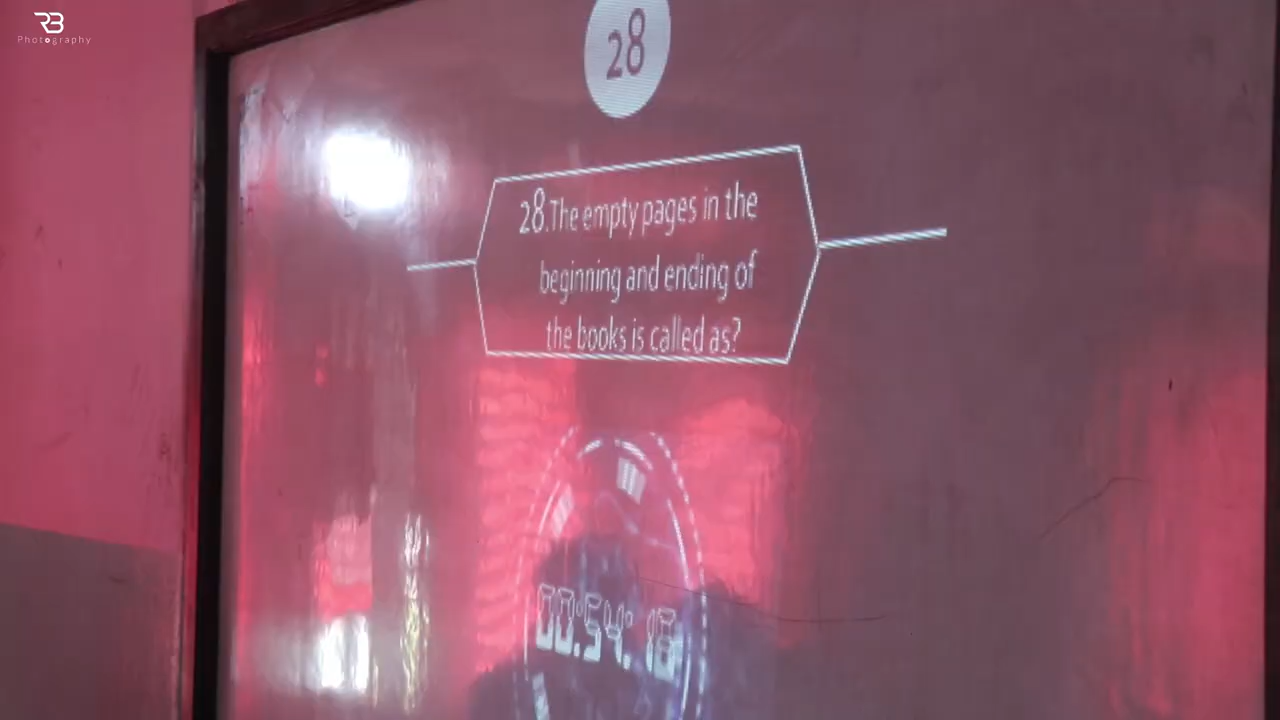 RB
Photography
28
28.The empty pages in the
beginning and ending of
the books is called as?
00:54:18